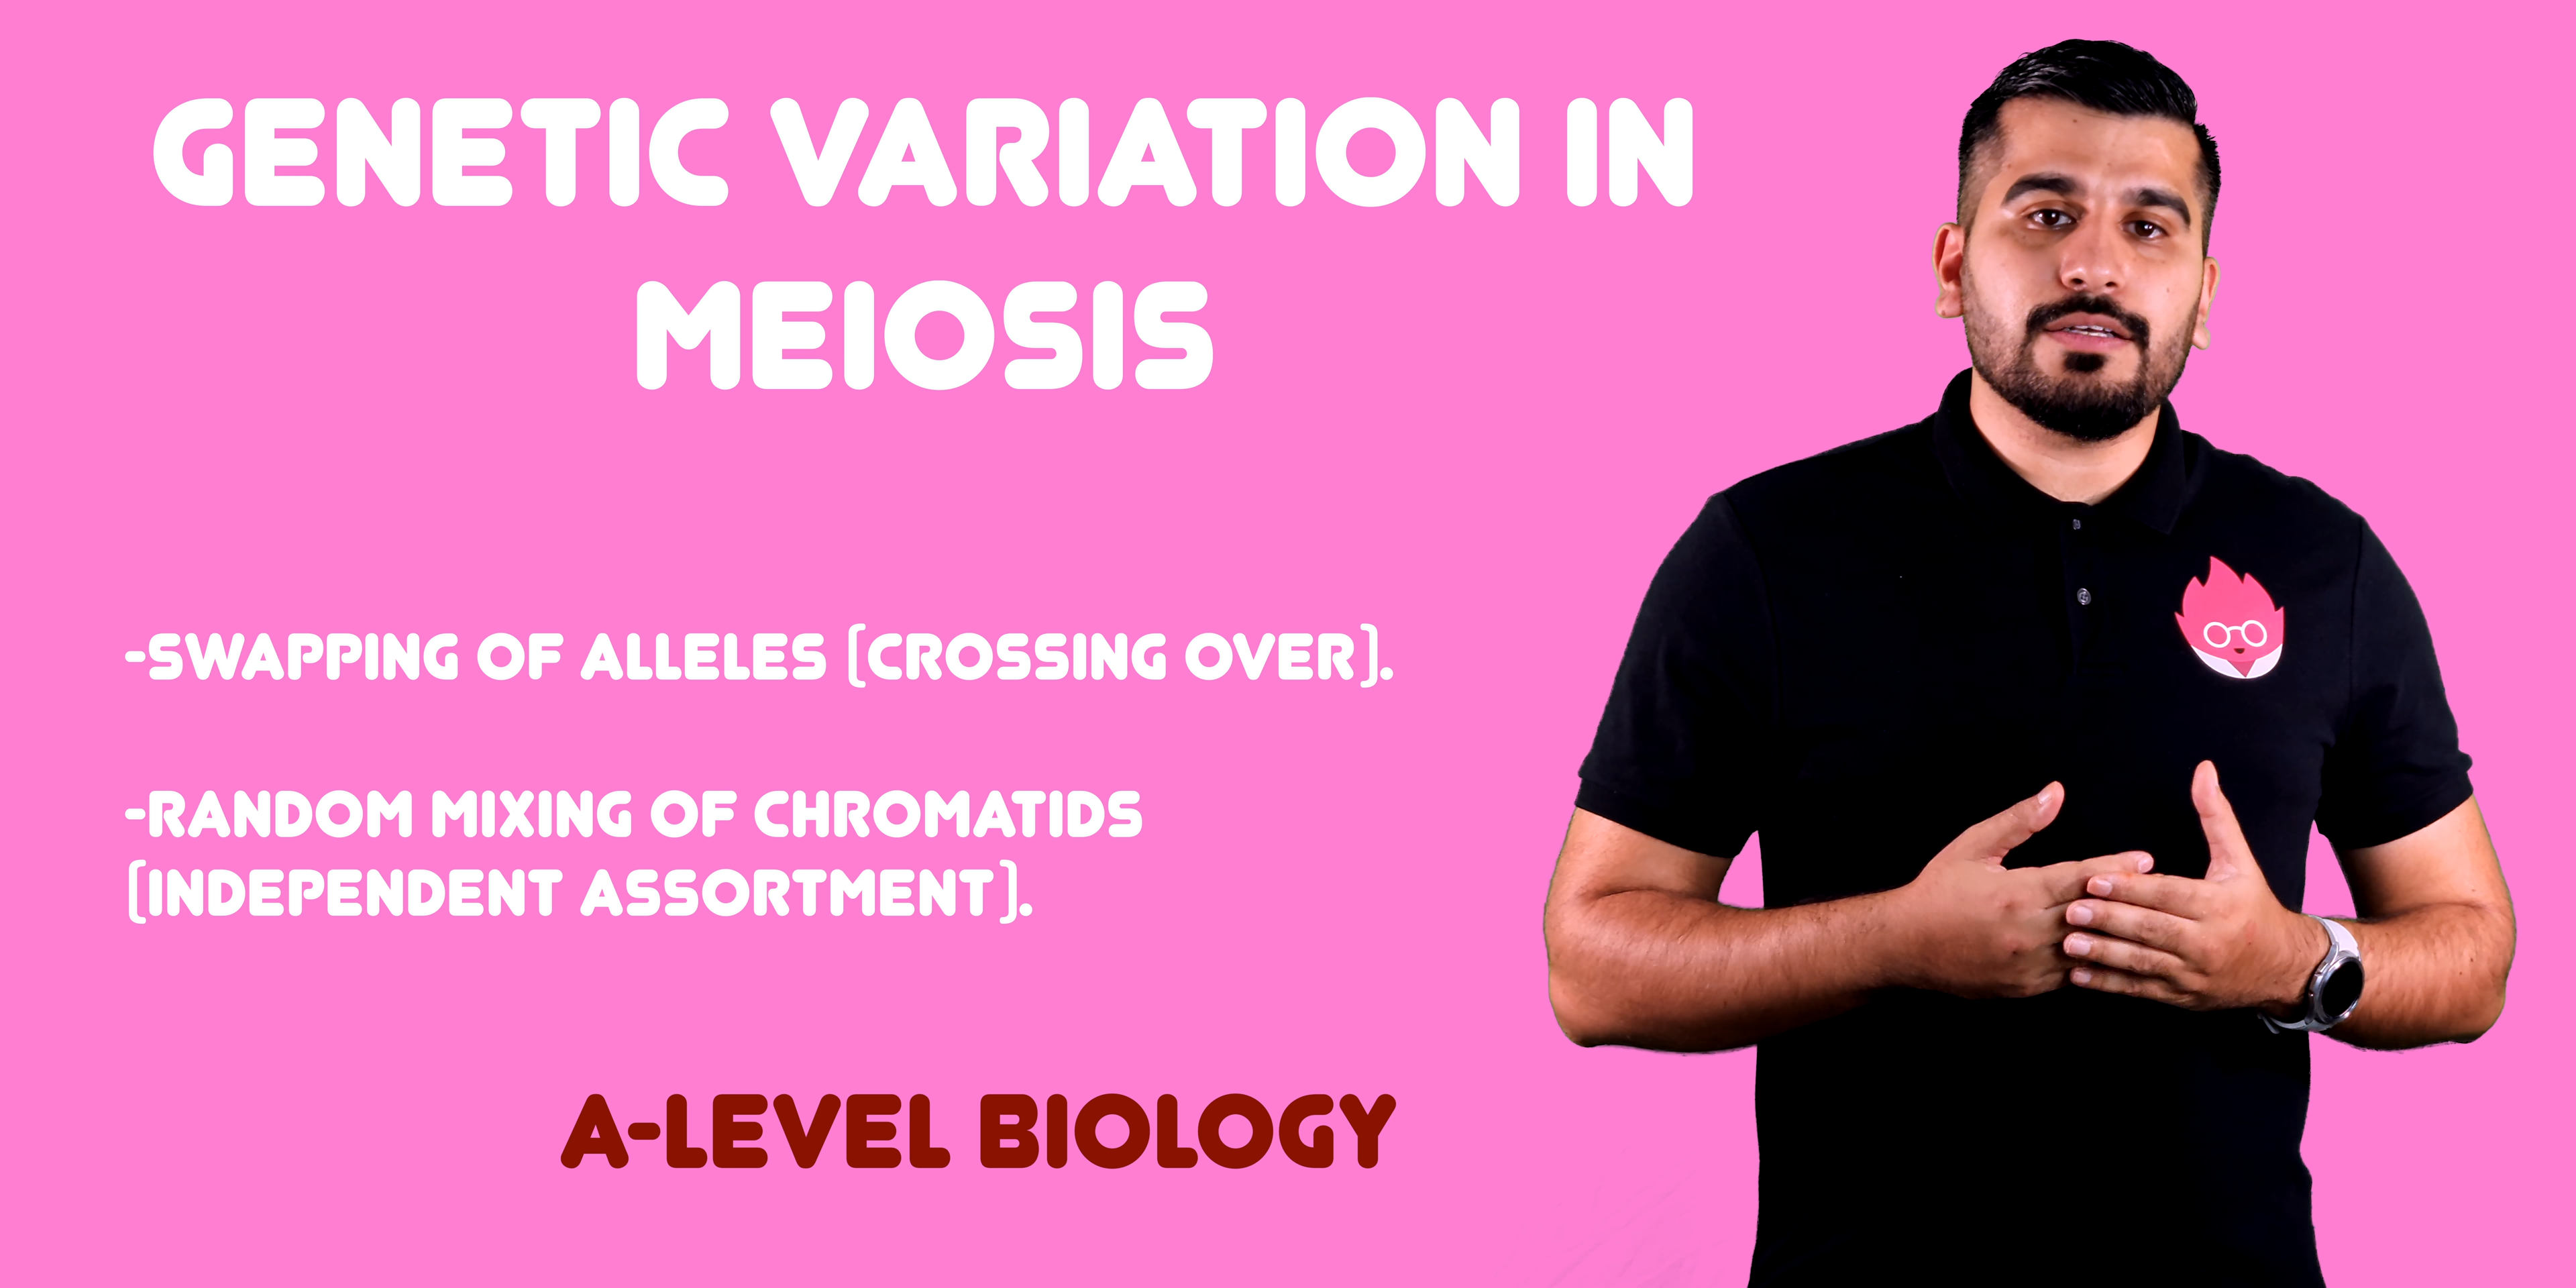 GENETIC VARIATION IN
MEIOSIS
-SWAPPING OF ALLELES (CROSSING OVER).
-RANDOM MIXING OF CHROMATIDS
(INDEPENDENT ASSORTMENT).
A-LEVEL BIOLOGY